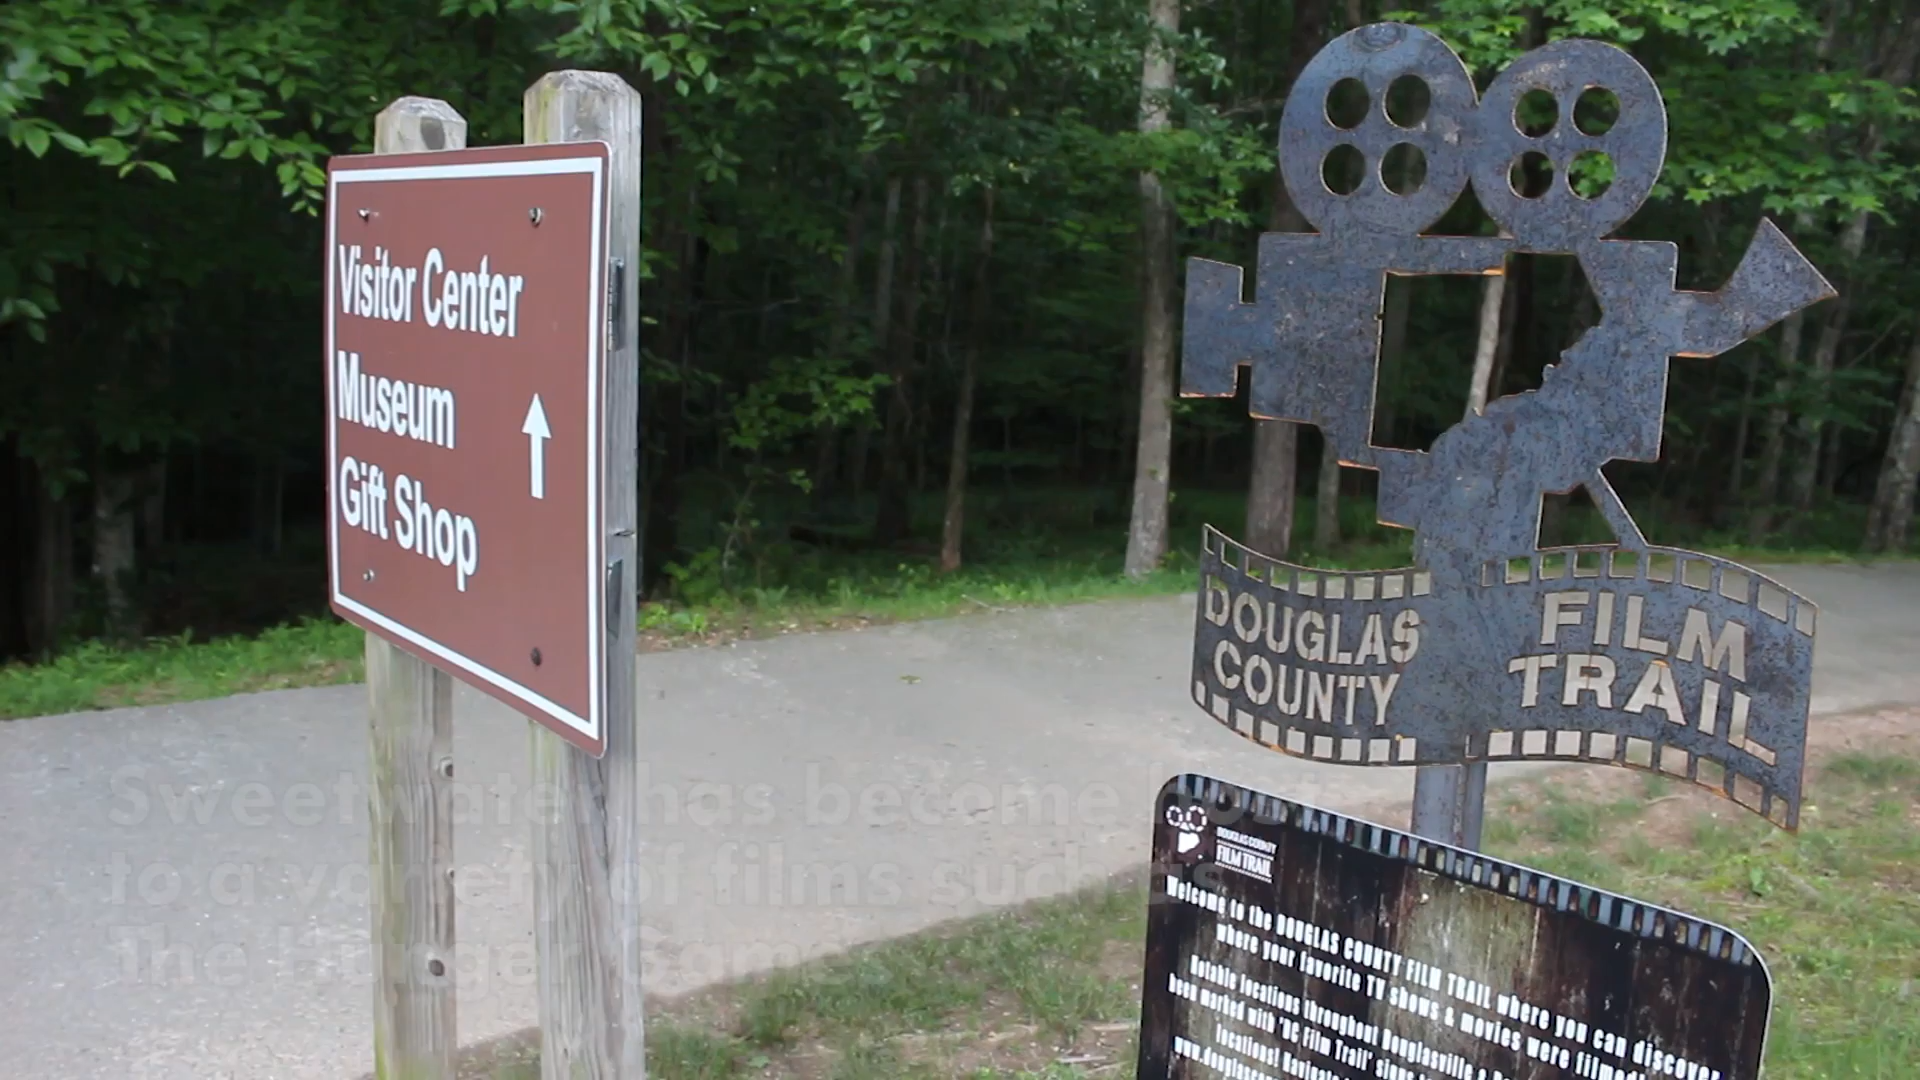 Visitor Center
Museum
Gift Shop
DOUGLAS
COUNTY
FILM
TRAIL
DOUGLAS COUNTY
FILM TRAIL
Welcome to the DOUGLAS COUNTY FILM TRAIL where you can discover
where your favorite TV shows & movies were filmed!
Notable locations throughout Douglasville &
been marked with 'DC Film Trail' signs
locations! Navigate
Sweetwater has become host
to a variety of films such as
The Hunger Games